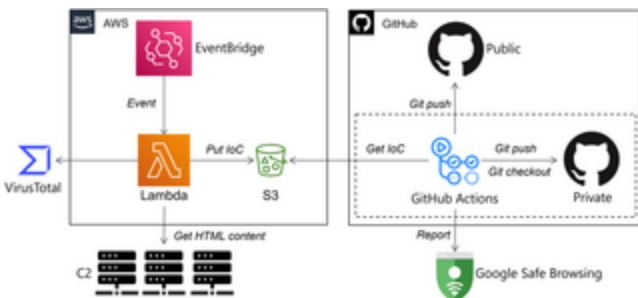 aws
AWS
EventBridge
Event
VirusTotal
Lambda
Put IoC
S3
Get HTML content
C2
GitHub
Public
Git push
Get IoC
GitHub Actions
Git push
Git checkout
Private
Report
Google Safe Browsing